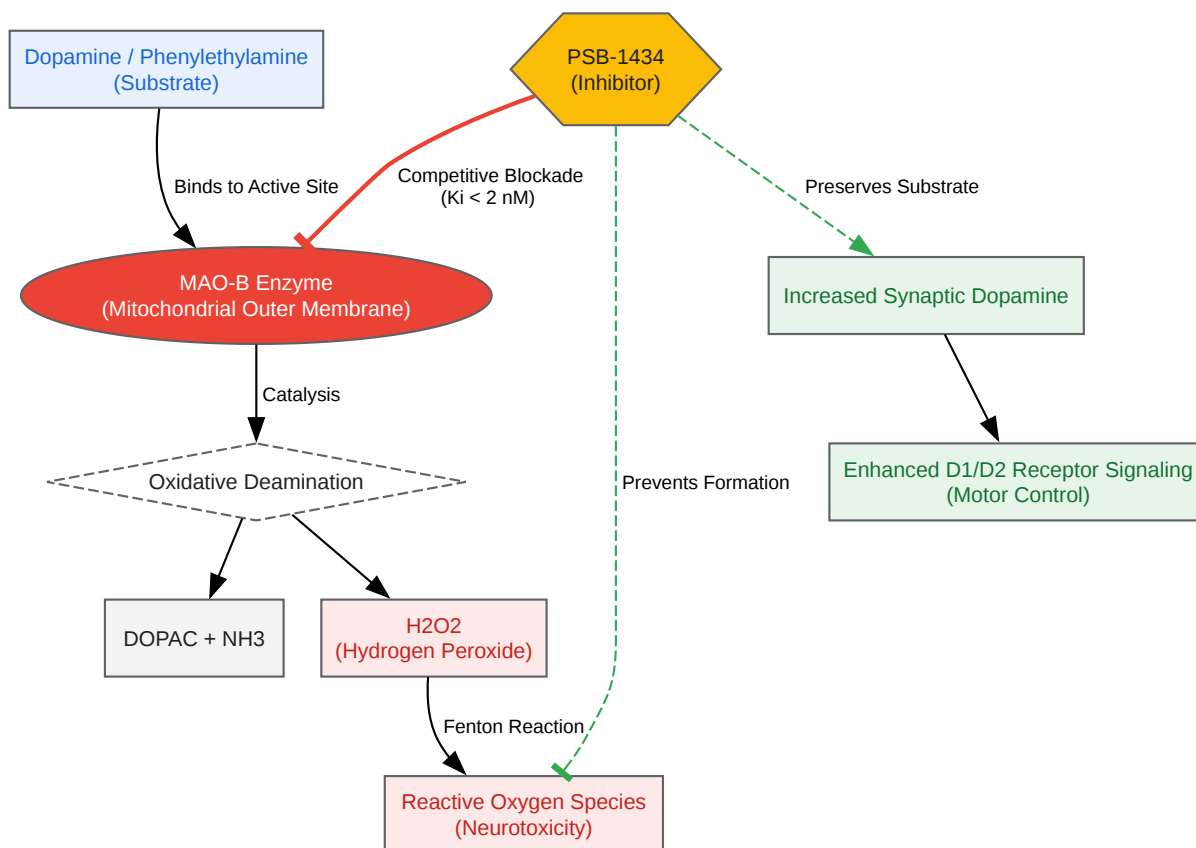 Dopamine / Phenylethylamine
(Substrate)
PSB-1434
(Inhibitor)
Binds to Active Site
Competitive Blockade
(Ki < 2 nM)
Preserves Substrate
MAO-B Enzyme
(Mitochondrial Outer Membrane)
Increased Synaptic Dopamine
Catalysis
Oxidative Deamination
Prevents Formation
Enhanced D1/D2 Receptor Signaling
(Motor Control)
DOPAC + NH3
H2O2
(Hydrogen Peroxide)
Fenton Reaction
Reactive Oxygen Species
(Neurotoxicity)